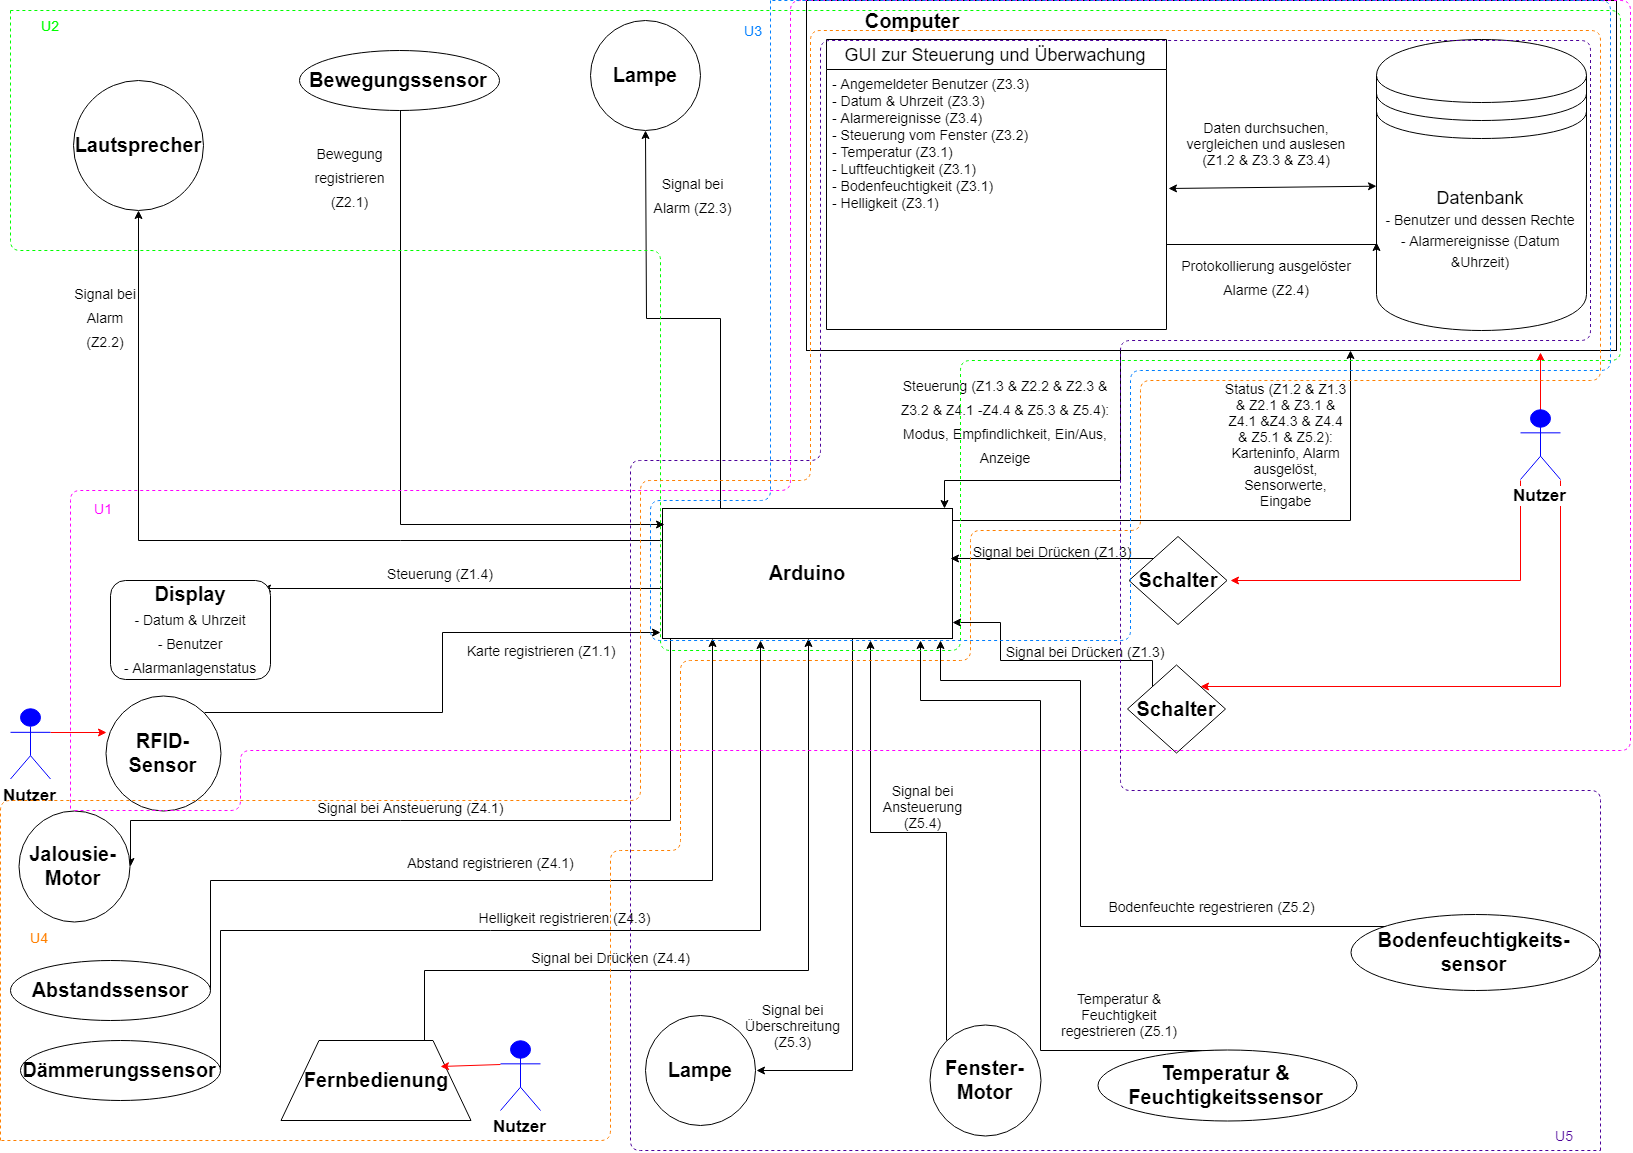 U2
U3
Computer
GUI zur Steuerung und Überwachung
- Angemeldeter Benutzer (Z3.3)
- Datum & Uhrzeit (Z3.3)
- Alarmereignisse (Z3.4)
- Steuerung vom Fenster (Z3.2)
- Temperatur (Z3.1)
- Luftfeuchtigkeit (Z3.1)
- Bodenfeuchtigkeit (Z3.1)
- Helligkeit (Z3.1)
Daten durchsuchen,
vergleichen und auslesen
(Z1.2 & Z3.3 & Z3.4)
Datenbank
- Benutzer und dessen Rechte
- Alarmereignisse (Datum
&Uhrzeit)
Protokollierung ausgelöster
Alarme (Z2.4)
Lautsprecher
Bewegungssensor
Lampe
Bewegung
registrieren
(Z2.1)
Signal bei
Alarm (Z2.3)
Signal bei
Alarm
(Z2.2)
Steuerung (Z1.3 & Z2.2 & Z2.3 &
Z3.2 & Z4.1 -Z4.4 & Z5.3 & Z5.4):
Modus, Empfindlichkeit, Ein/Aus,
Anzeige
Status (Z1.2 & Z1.3
& Z2.1 & Z3.1 &
Z4.1 &Z4.3 & Z4.4
& Z5.1 & Z5.2):
Karteninfo, Alarm
ausgelöst,
Sensorwerte,
Eingabe
Nutzer
U1
Arduino
Signal bei Drücken (Z1.3)
Schalter
Signal bei Drücken (Z1.3)
Schalter
Steuerung (Z1.4)
Display
- Datum & Uhrzeit
- Benutzer
- Alarmanlagenstatus
Karte registrieren (Z1.1)
RFID-
Sensor
Nutzer
Signal bei Ansteuerung (Z4.1)
Jalousie-
Motor
Abstand registrieren (Z4.1)
Helligkeit registrieren (Z4.3)
U4
Signal bei Drücken (Z4.4)
Abstandssensor
Dämmerungssensor
Fernbedienung
Nutzer
Signal bei
Ansteuerung
(Z5.4)
Bodenfeuchte regestrieren (Z5.2)
Bodenfeuchtigkeits-
sensor
Signal bei
Überschreitung
(Z5.3)
Lampe
Fenster-
Motor
Temperatur &
Feuchtigkeit
regestrieren (Z5.1)
Temperatur &
Feuchtigkeitssensor
U5